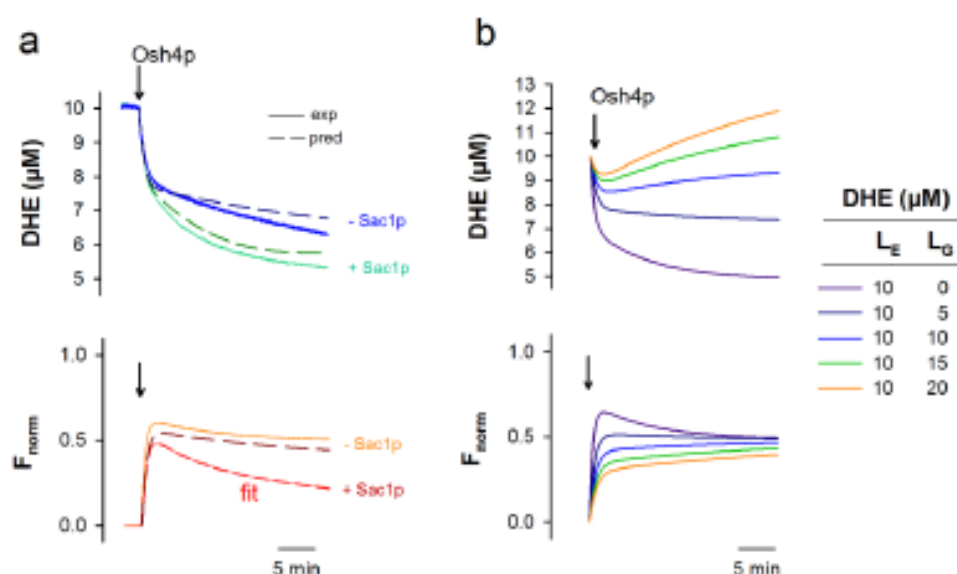 a
Osh4p
exp
pred
10
9
8
7
6
5
DHE (µM)
- Sac1p
+ Sac1p
1.0
0.5
0.0
Fnorm
- Sac1p
+ Sac1p
fit
5 min
b
Osh4p
13
12
11
10
9
8
7
6
5
DHE (µM)
1.0
0.5
0.0
Fnorm
5 min
DHE (µM)
LE LG
10 0
10 5
10 10
10 15
10 20